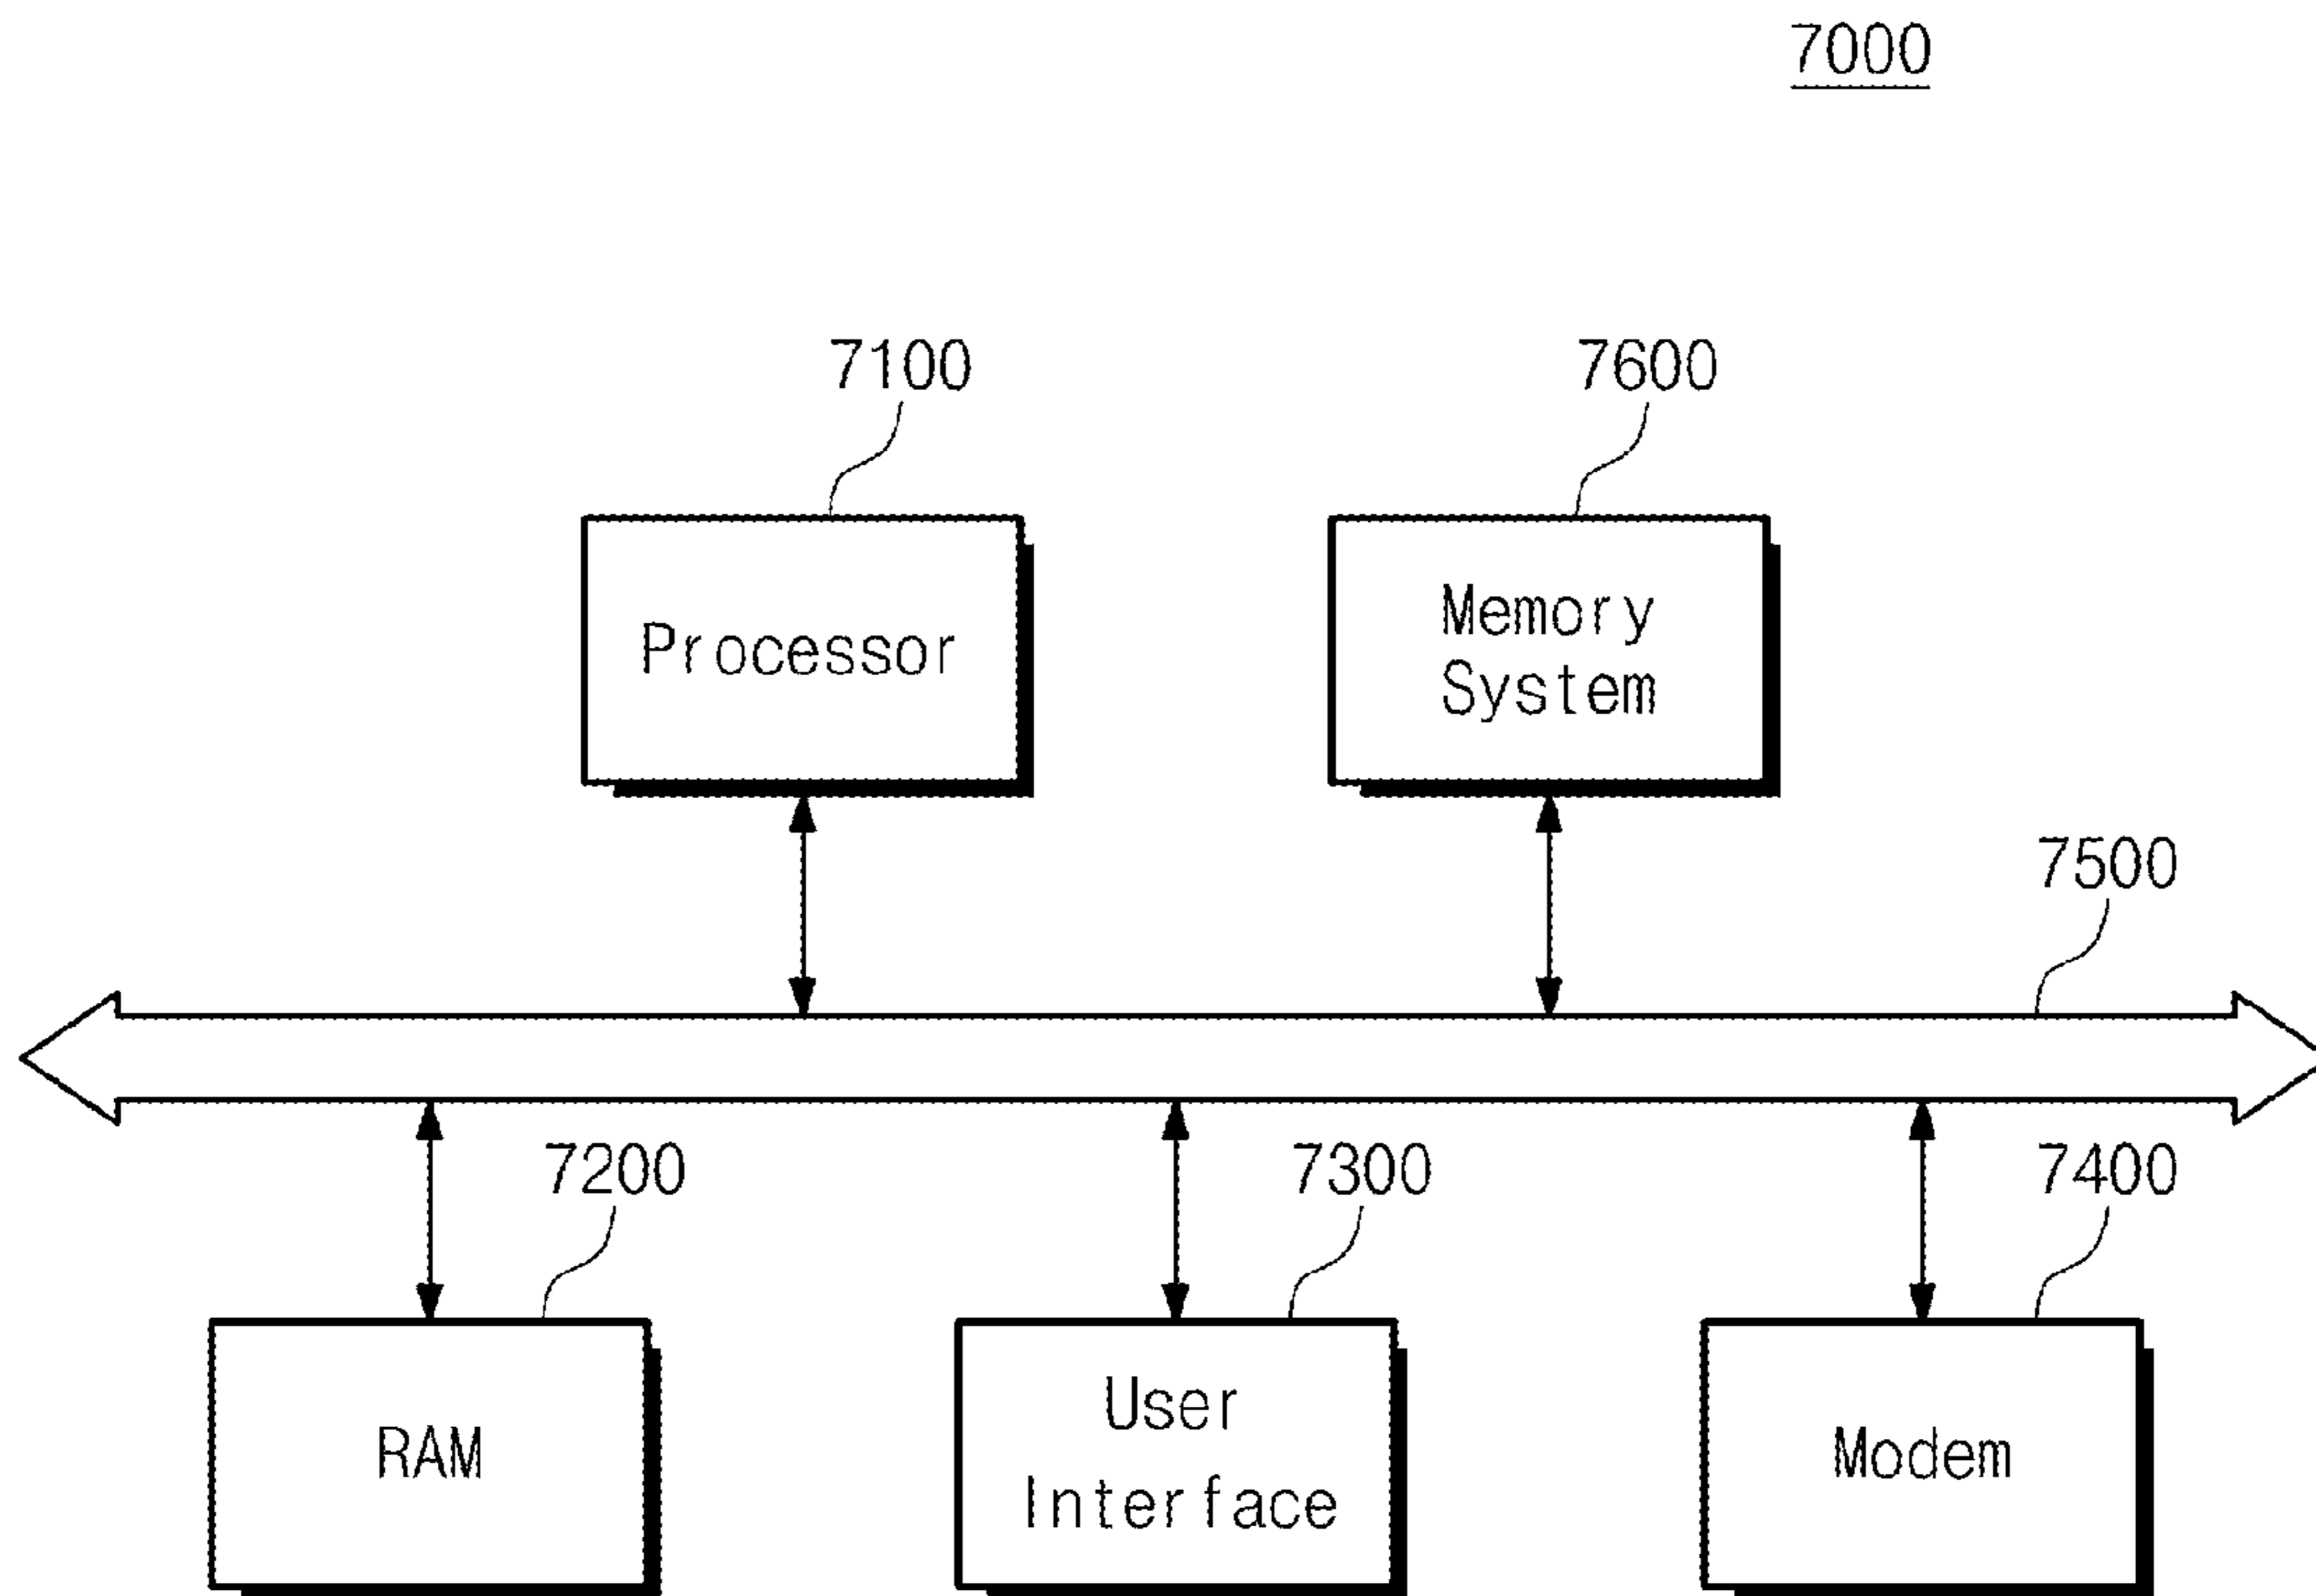 7000
7100
7600
Processor
Memory
System
7500
7200
7300
7400
RAM
User
Interface
Modem